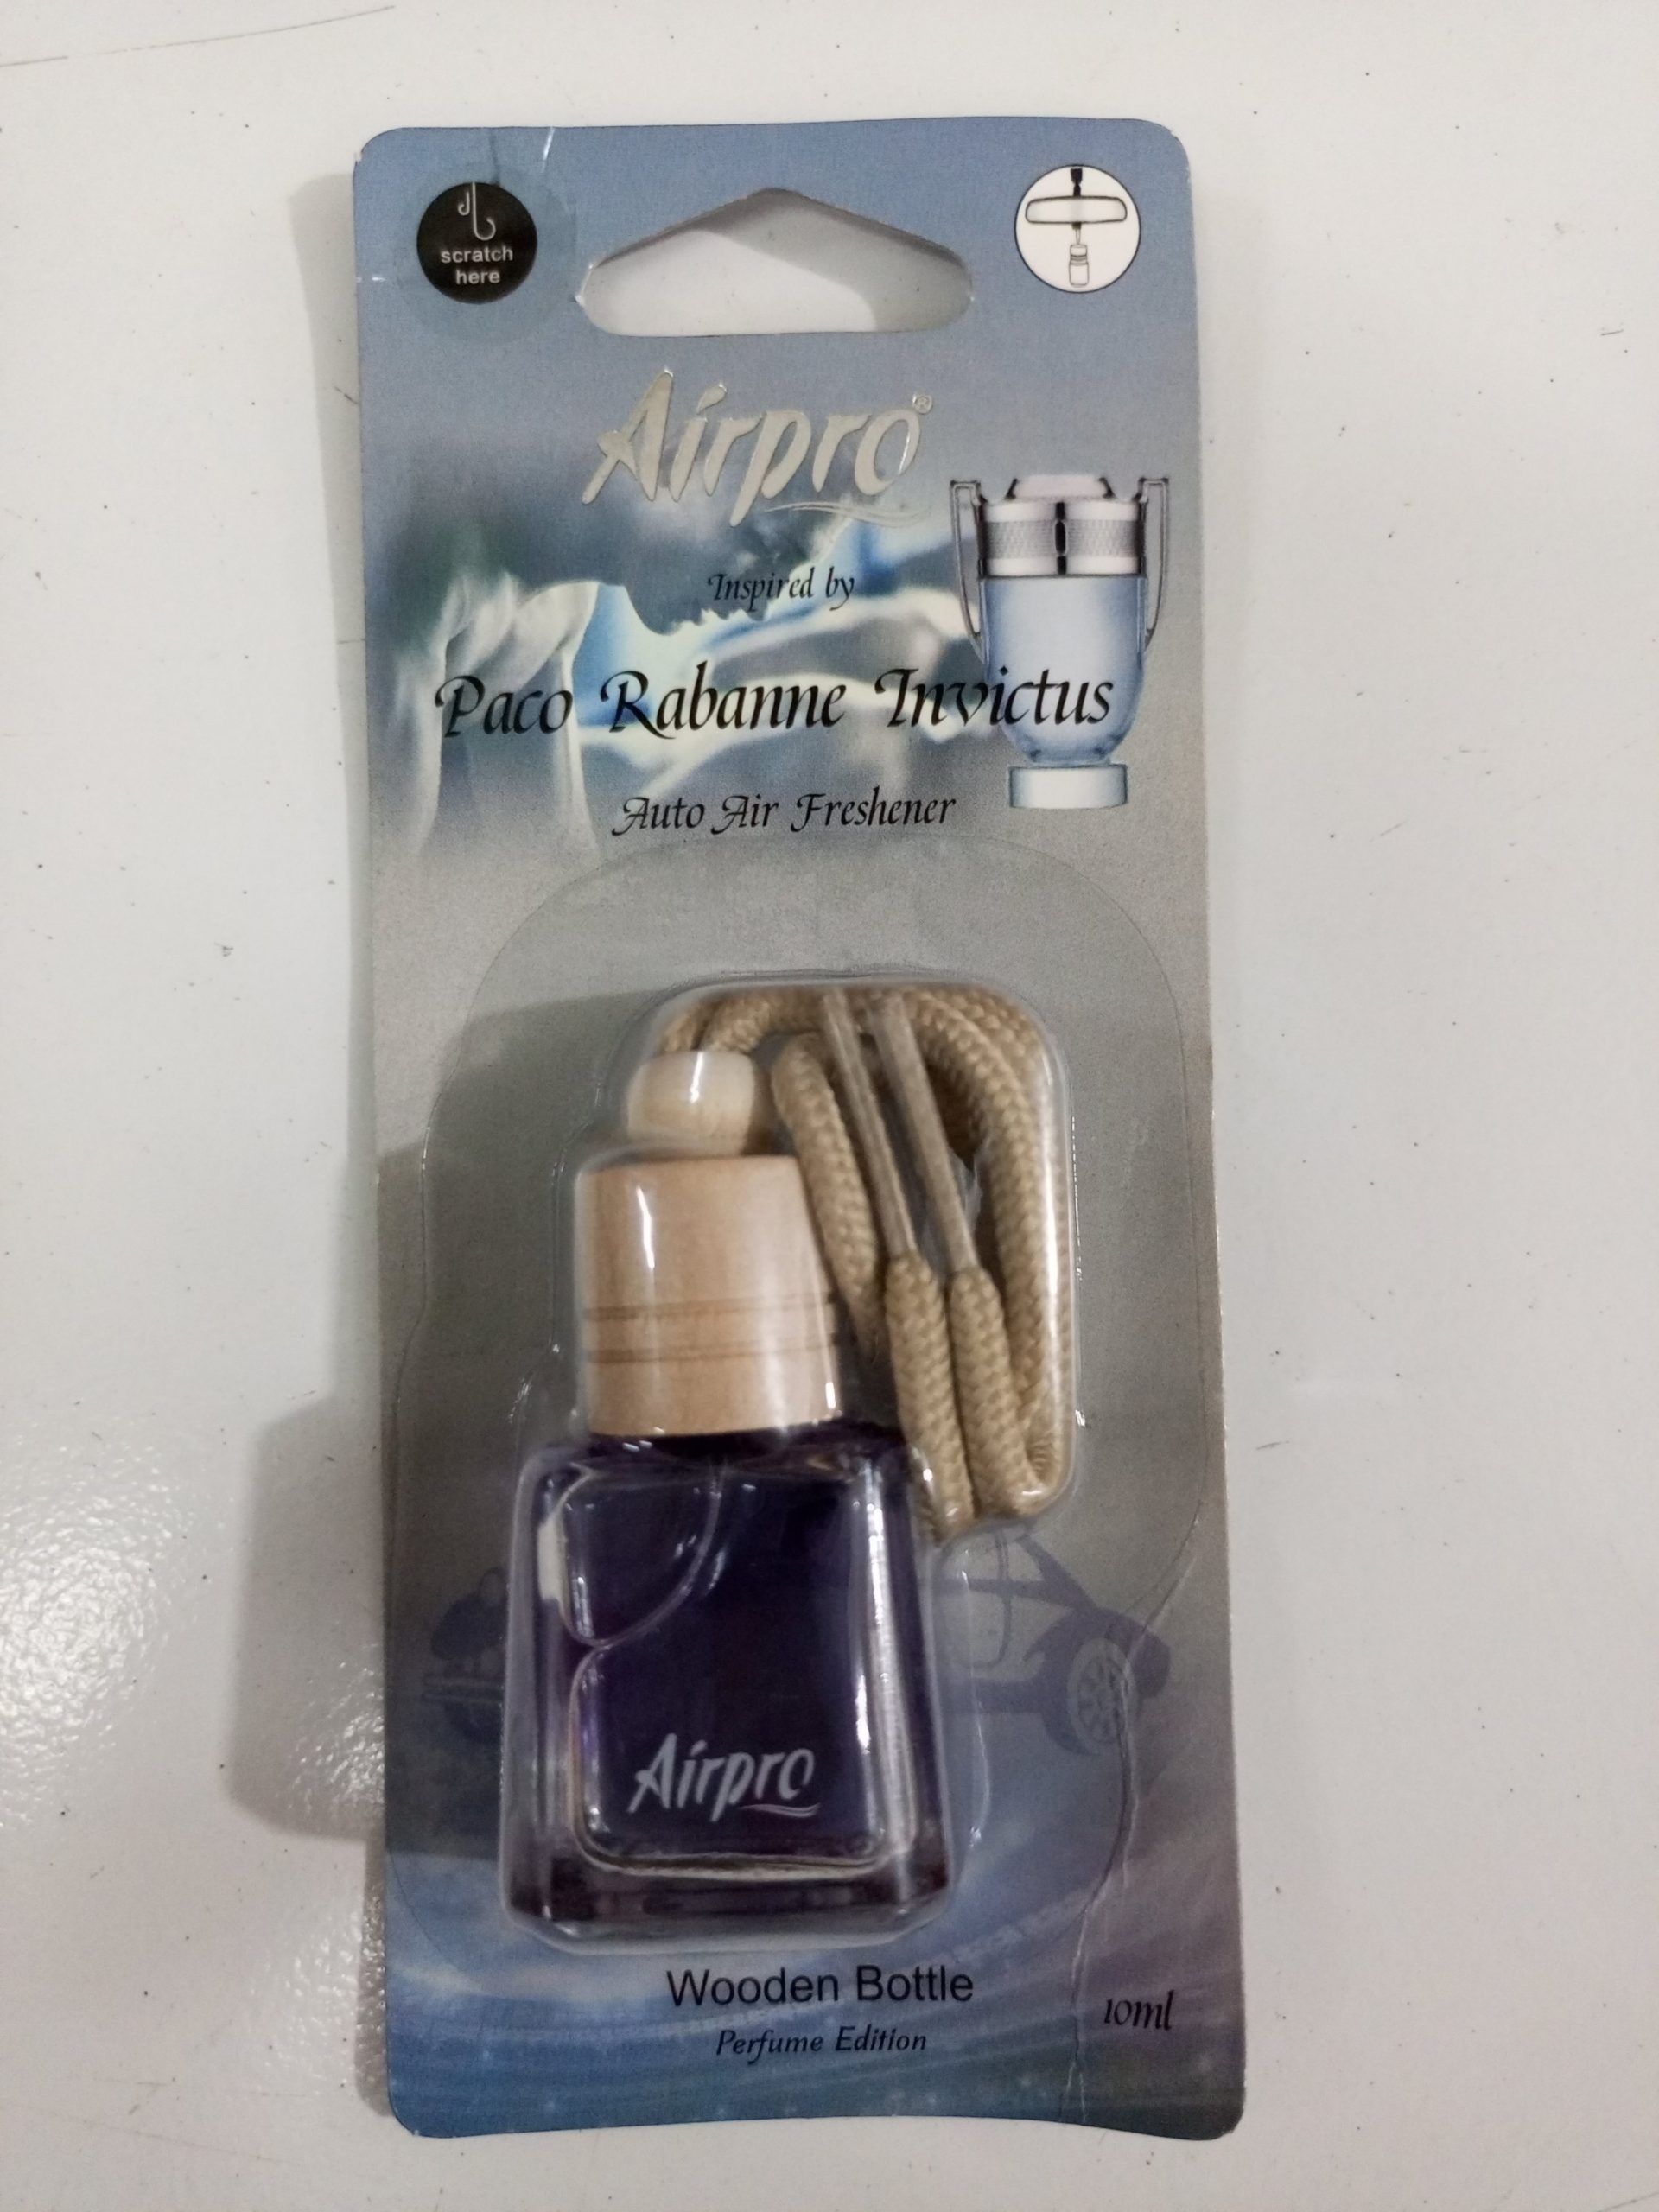 scratch
here
Airpro®
Inspired by
Paco Rabanne Invictus
Auto Air Freshener
Airpro
Wooden Bottle
Perfume Edition
10ml